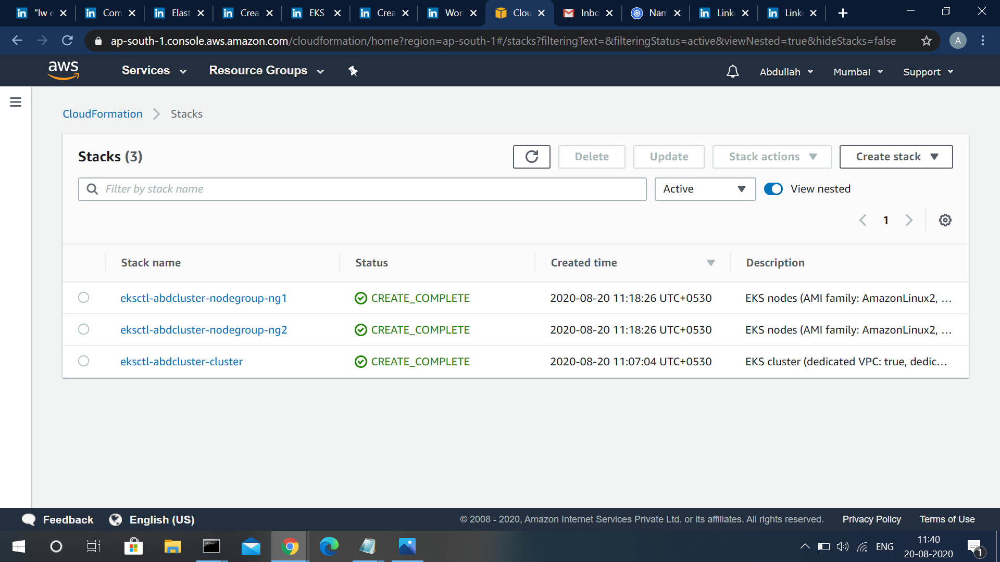 "lw e
Com
Elast
Crea
EKS
Crea
Wor
Clou
Inbo
Nam
Link
Link
ap-south-1.console.aws.amazon.com/cloudformation/home?region=ap-south-1#/stacks?filteringText=&filteringStatus=active&viewNested=true&hideStacks=false
A
aws
Services
Resource Groups
Abdullah
Mumbai
Support
CloudFormation
Stacks
Stacks (3)
Delete
Update
Stack actions
Create stack
Filter by stack name
Active
View nested
1
Stack name
Status
Created time
Description
eksctl-abdcluster-nodegroup-ng1
CREATE_COMPLETE
2020-08-20 11:18:26 UTC+0530
EKS nodes (AMI family: AmazonLinux2, ...
eksctl-abdcluster-nodegroup-ng2
CREATE_COMPLETE
2020-08-20 11:18:26 UTC+0530
EKS nodes (AMI family: AmazonLinux2, ...
eksctl-abdcluster-cluster
CREATE_COMPLETE
2020-08-20 11:07:04 UTC+0530
EKS cluster (dedicated VPC: true, dedic...
Feedback
English (US)
© 2008 - 2020, Amazon Internet Services Private Ltd. or its affiliates. All rights reserved.
Privacy Policy
Terms of Use
ENG
11:40
20-08-2020
1